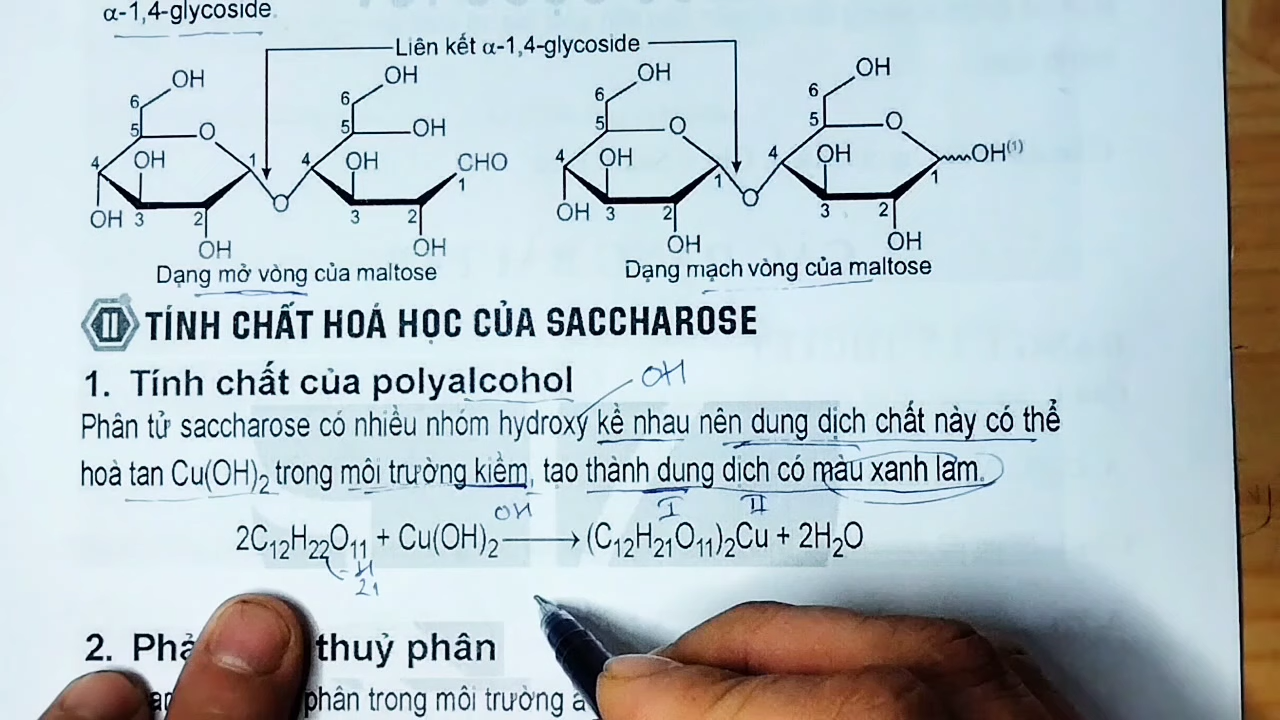 α-1,4-glycoside.
Liên kết α-1,4-glycoside
OH OH OH OH
6 6 6 6
5 O 5 OH 5 O 5 O
4 OH 1 4 OH CHO 4 OH 1 4 OH OH(1)
1 1
O O
OH 3 2 3 2 OH 3 2 3 2
OH OH OH OH
Dạng mở vòng của maltose Dạng mạch vòng của maltose
II TÍNH CHẤT HOÁ HỌC CỦA SACCHAROSE
1. Tính chất của polyalcohol OH
Phân tử saccharose có nhiều nhóm hydroxy kề nhau nên dung dịch chất này có thể
hoà tan Cu(OH)2 trong môi trường kiềm, tạo thành dung dịch có màu xanh lam.
OH I II
2C12H22O11 + Cu(OH)2 → (C12H21O11)2Cu + 2H2O
-H
21
2. thuỷ phân
phân trong môi trường